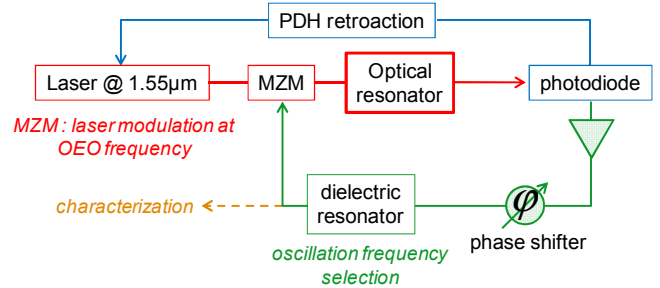 PDH retroaction
Laser @ 1.55µm
MZM
Optical
resonator
photodiode
MZM : laser modulation at
OEO frequency
characterization
dielectric
resonator
φ
phase shifter
oscillation frequency
selection